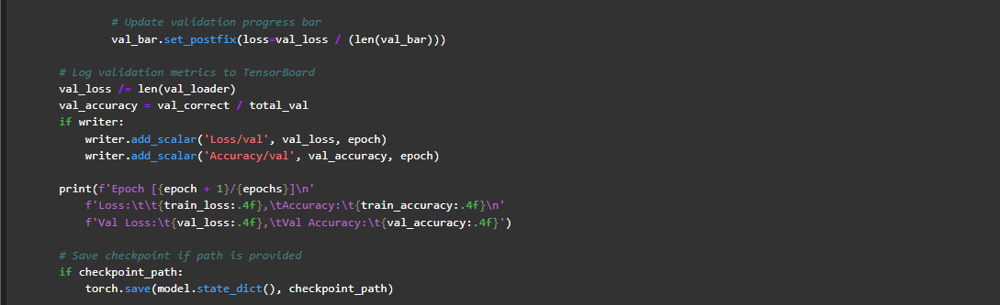 # Update validation progress bar
val_bar.set_postfix(loss=val_loss / (len(val_bar)))
# Log validation metrics to TensorBoard
val_loss /= len(val_loader)
val_accuracy = val_correct / total_val
if writer:
writer.add_scalar('Loss/val', val_loss, epoch)
writer.add_scalar('Accuracy/val', val_accuracy, epoch)
print(f'Epoch [{epoch + 1}/{epochs}]\n'
f'Loss:\t\t{train_loss:.4f},\tAccuracy:\t{train_accuracy:.4f}\n'
f'Val Loss:\t{val_loss:.4f},\tVal Accuracy:\t{val_accuracy:.4f}')
# Save checkpoint if path is provided
if checkpoint_path:
torch.save(model.state_dict(), checkpoint_path)